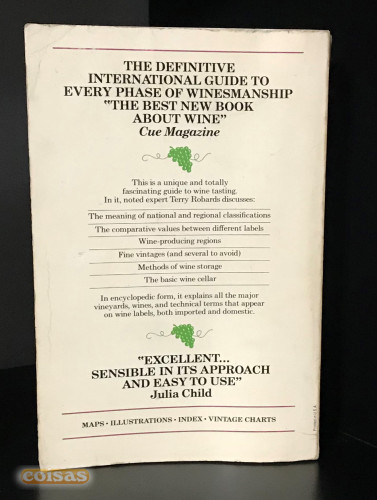 THE DEFINITIVE
INTERNATIONAL GUIDE TO
EVERY PHASE OF WINESMANSHIP
"THE BEST NEW BOOK
ABOUT WINE"
Cue Magazine
This is a unique and totally
fascinating guide to wine tasting.
In it, noted expert Terry Robards discusses:
The meaning of national and regional classifications
The comparative values between different labels
Wine-producing regions
Fine vintages (and several to avoid)
Methods of wine storage
The basic wine cellar
In encyclopedic form, it explains all the major
vineyards, wines, and technical terms that appear
on wine labels, both imported and domestic.
"EXCELLENT...
SENSIBLE IN ITS APPROACH
AND EASY TO USE"
Julia Child
MAPS • ILLUSTRATIONS • INDEX • VINTAGE CHARTS
coisas